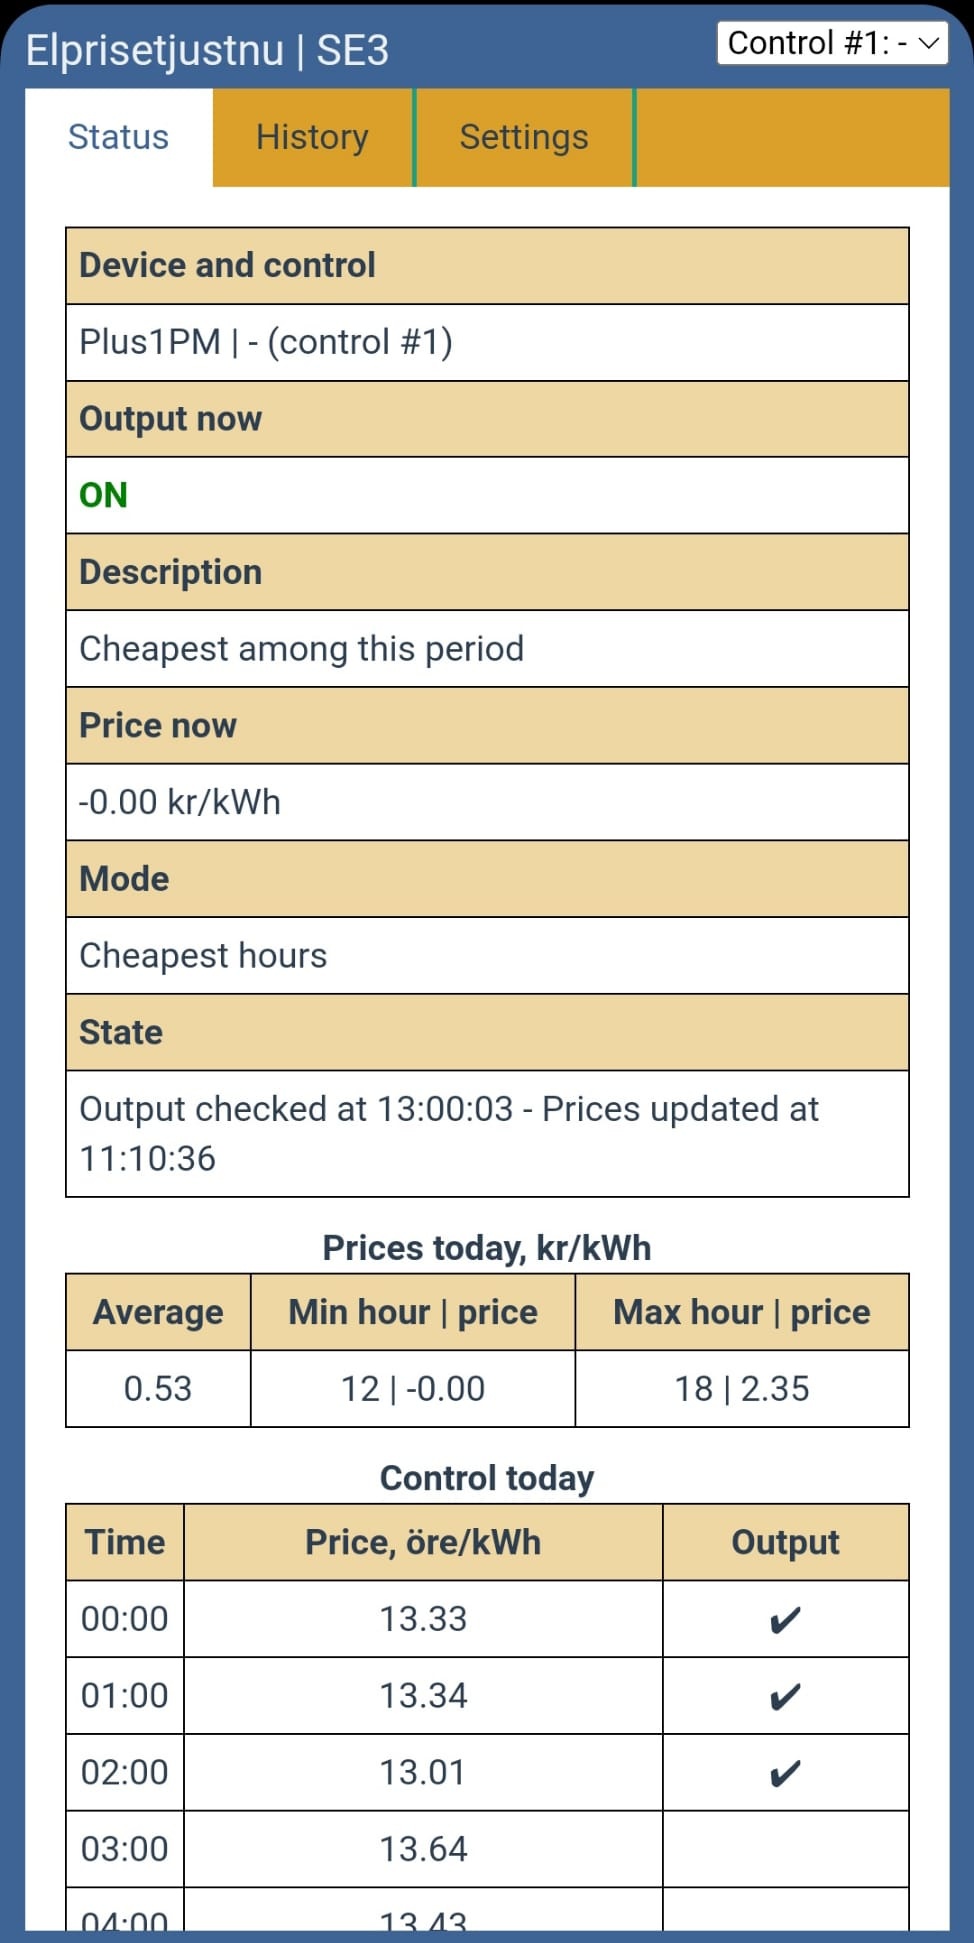 Elprisetjustnu | SE3
Control #1: -
Status
History
Settings
Device and control
Plus1PM | - (control #1)
Output now
ON
Description
Cheapest among this period
Price now
-0.00 kr/kWh
Mode
Cheapest hours
State
Output checked at 13:00:03 - Prices updated at
11:10:36
Prices today, kr/kWh
Average Min hour | price Max hour | price
0.53 12 | -0.00 18 | 2.35
Control today
Time Price, öre/kWh Output
00:00 13.33 ✔
01:00 13.34 ✔
02:00 13.01 ✔
03:00 13.64
04:00 13.43